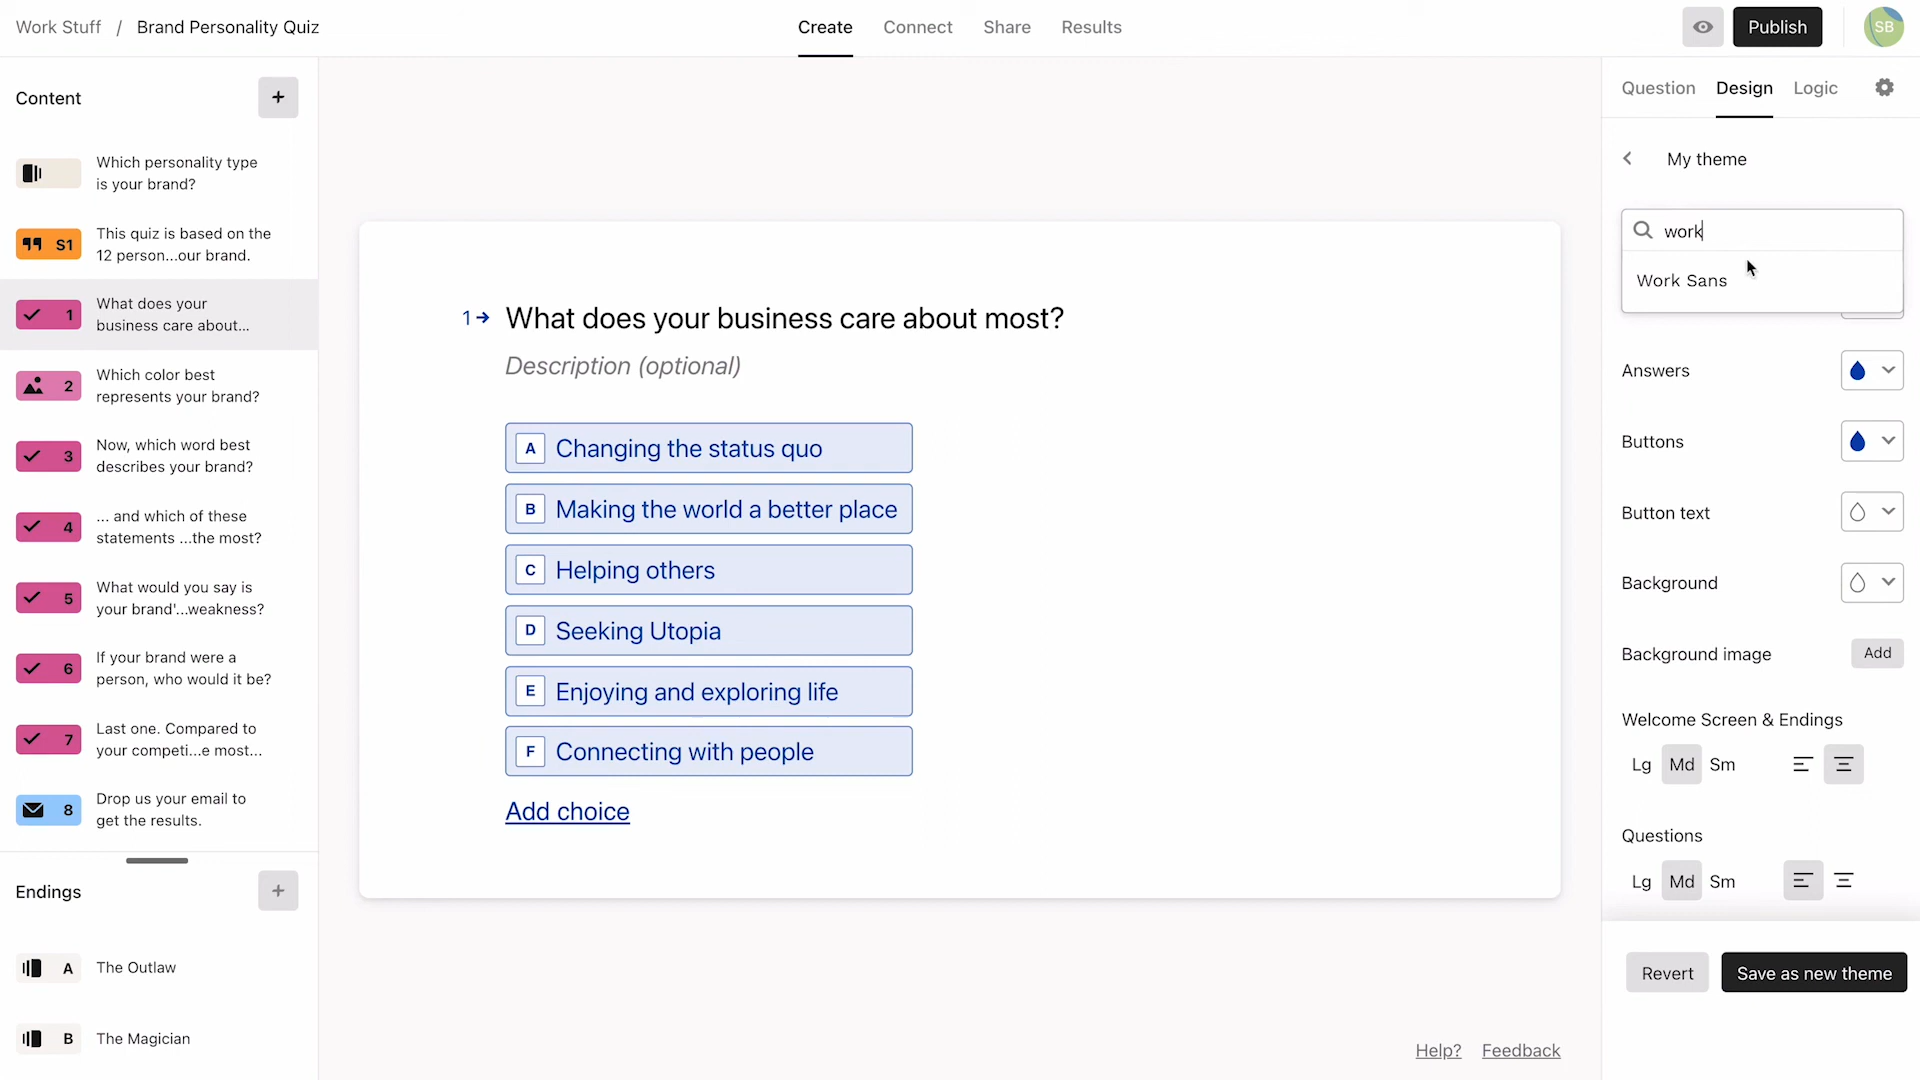 Work Stuff / Brand Personality Quiz
Create Connect Share Results
Publish
SB
Content
+
Which personality type
is your brand?
S1
This quiz is based on the
12 person...our brand.
1
What does your
business care about...
2
Which color best
represents your brand?
3
Now, which word best
describes your brand?
4
... and which of these
statements ...the most?
5
What would you say is
your brand'...weakness?
6
If your brand were a
person, who would it be?
7
Last one. Compared to
your competi...e most...
8
Drop us your email to
get the results.
Endings
+
A The Outlaw
B The Magician
1→ What does your business care about most?
Description (optional)
A Changing the status quo
B Making the world a better place
C Helping others
D Seeking Utopia
E Enjoying and exploring life
F Connecting with people
Add choice
Help? Feedback
Question Design Logic
My theme
work
Work Sans
Answers
Buttons
Button text
Background
Background image Add
Welcome Screen & Endings
Lg Md Sm
Questions
Lg Md Sm
Revert Save as new theme